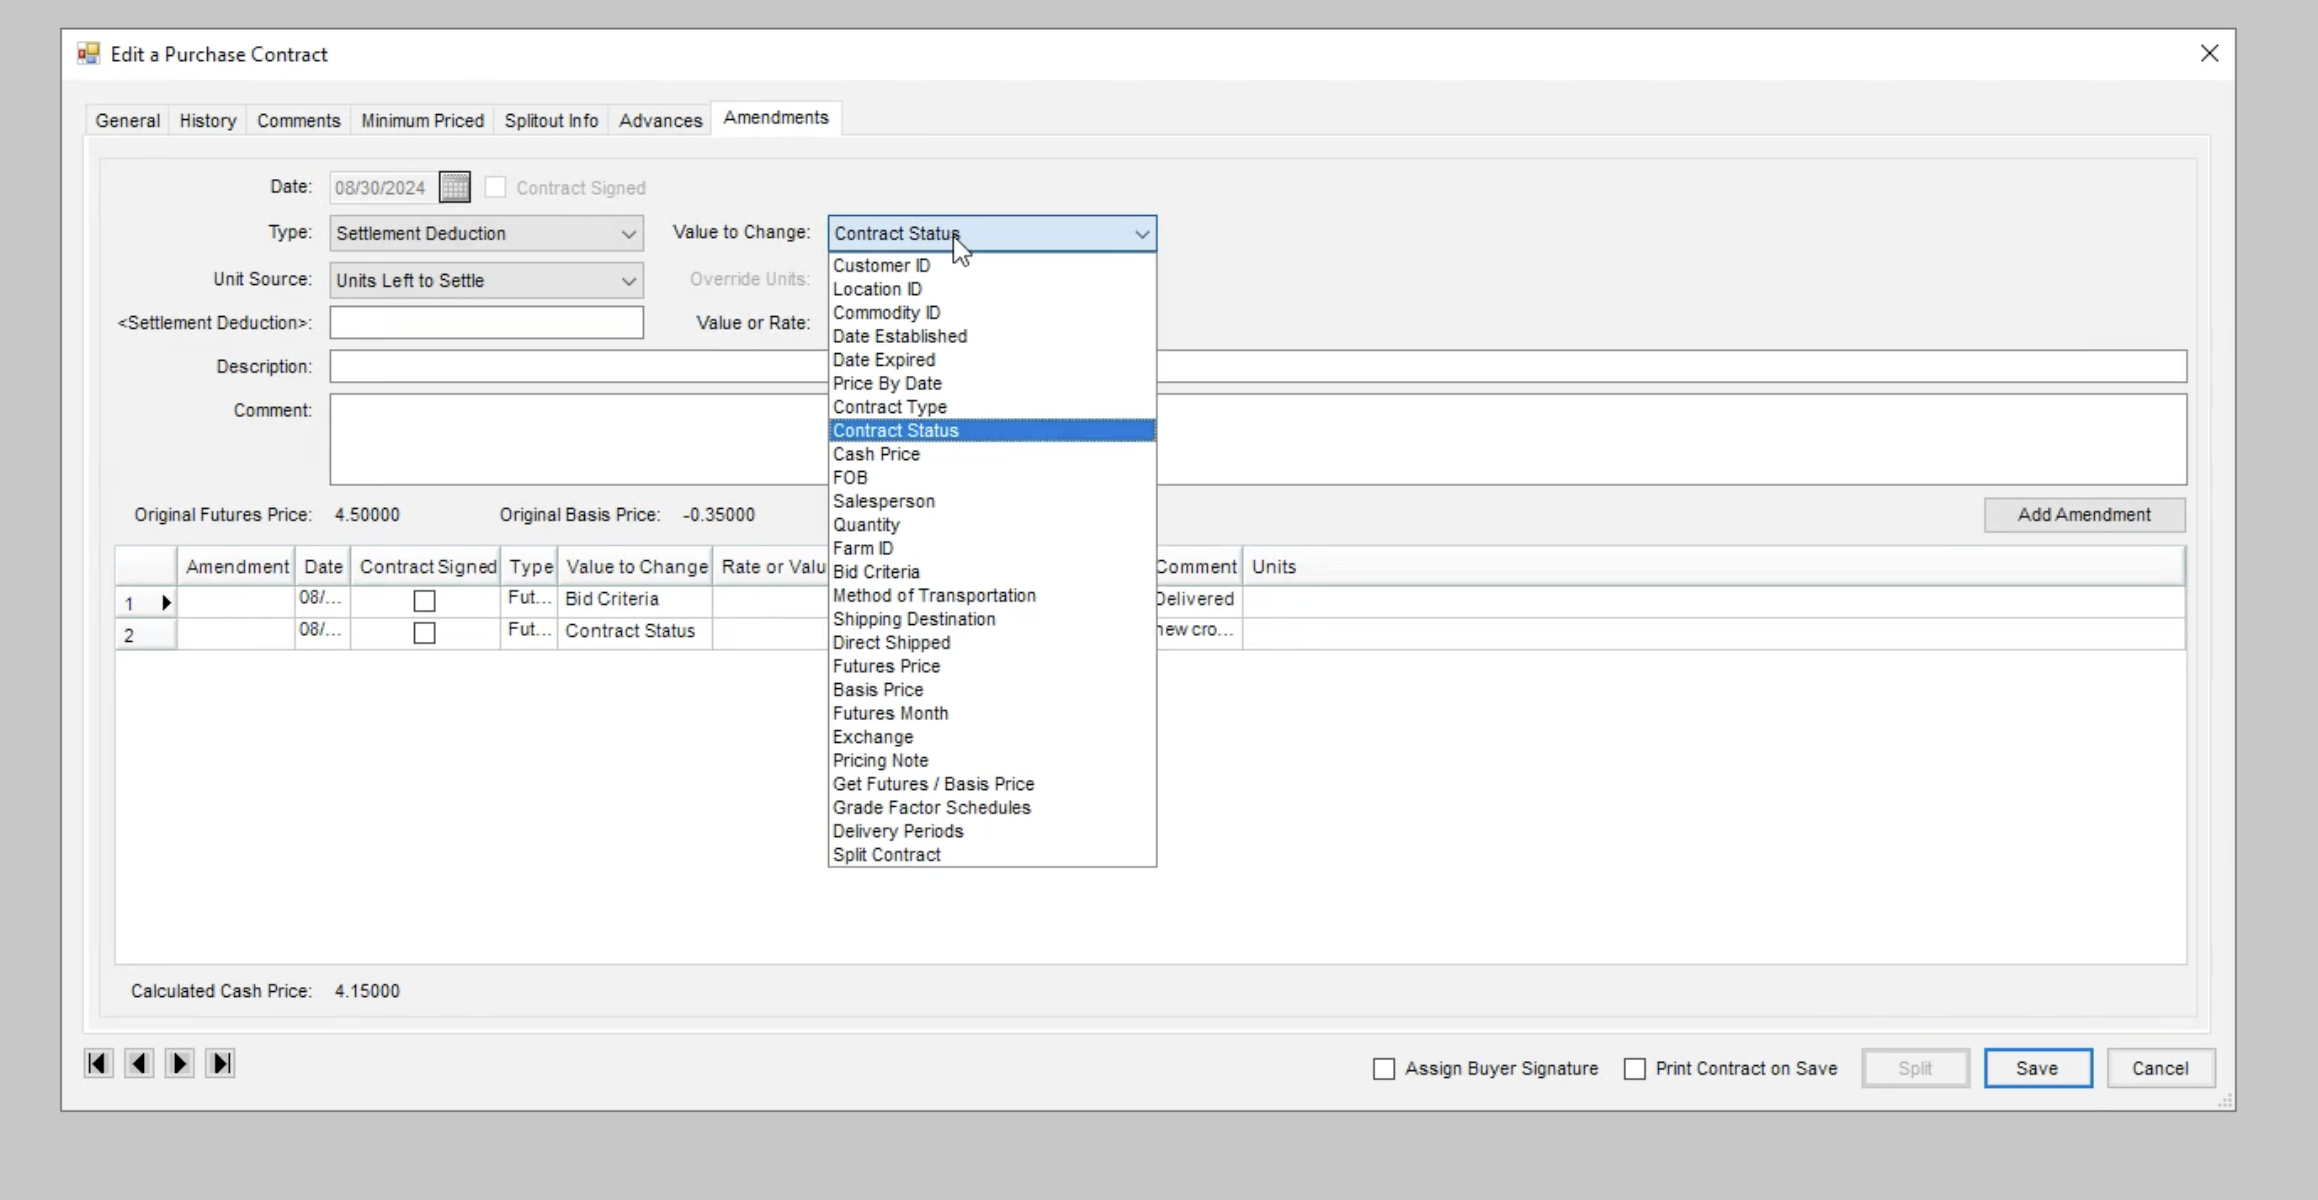 Edit a Purchase Contract
General History Comments Minimum Priced Splitout Info Advances Amendments
Date: 08/30/2024 Contract Signed
Type: Settlement Deduction Value to Change: Contract Status
Unit Source: Units Left to Settle Override Units:
<Settlement Deduction>: Value or Rate:
Description:
Comment:
Customer ID
Location ID
Commodity ID
Date Established
Date Expired
Price By Date
Contract Type
Contract Status
Cash Price
FOB
Salesperson
Quantity
Farm ID
Bid Criteria
Method of Transportation
Shipping Destination
Direct Shipped
Futures Price
Basis Price
Futures Month
Exchange
Pricing Note
Get Futures / Basis Price
Grade Factor Schedules
Delivery Periods
Split Contract
Original Futures Price: 4.50000 Original Basis Price: -0.35000 Add Amendment
Amendment Date Contract Signed Type Value to Change Rate or Valu Comment Units
1 08/... Fut... Bid Criteria Delivered
2 08/... Fut... Contract Status new cro...
Calculated Cash Price: 4.15000
Assign Buyer Signature Print Contract on Save Split Save Cancel